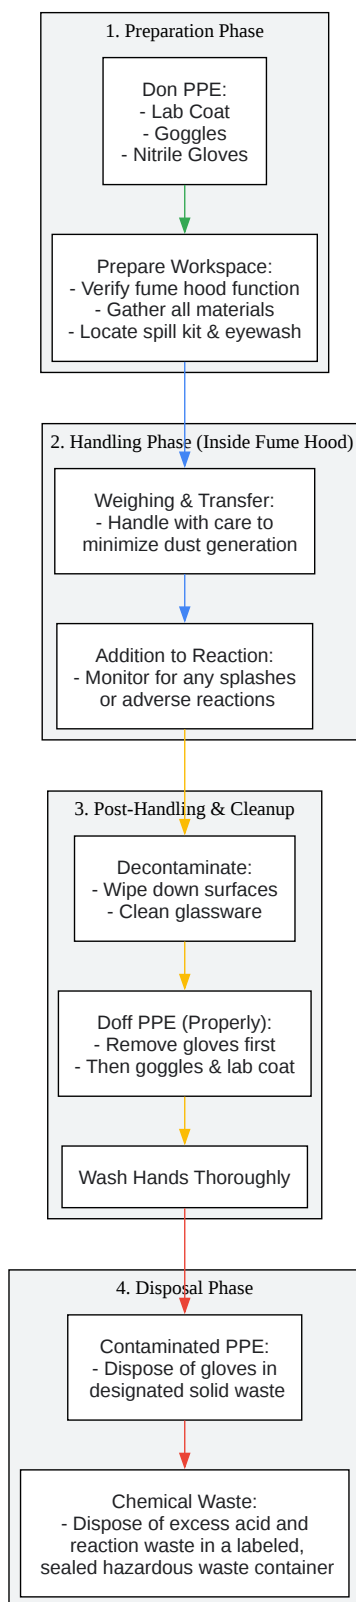 1. Preparation Phase
Don PPE:
- Lab Coat
- Goggles
- Nitrile Gloves
Prepare Workspace:
- Verify fume hood function
- Gather all materials
- Locate spill kit & eyewash
2. Handling Phase (Inside Fume Hood)
Weighing & Transfer:
- Handle with care to
minimize dust generation
Addition to Reaction:
- Monitor for any splashes
or adverse reactions
3. Post-Handling & Cleanup
Decontaminate:
- Wipe down surfaces
- Clean glassware
Doff PPE (Properly):
- Remove gloves first
- Then goggles & lab coat
Wash Hands Thoroughly
4. Disposal Phase
Contaminated PPE:
- Dispose of gloves in
designated solid waste
Chemical Waste:
- Dispose of excess acid and
reaction waste in a labeled,
sealed hazardous waste container